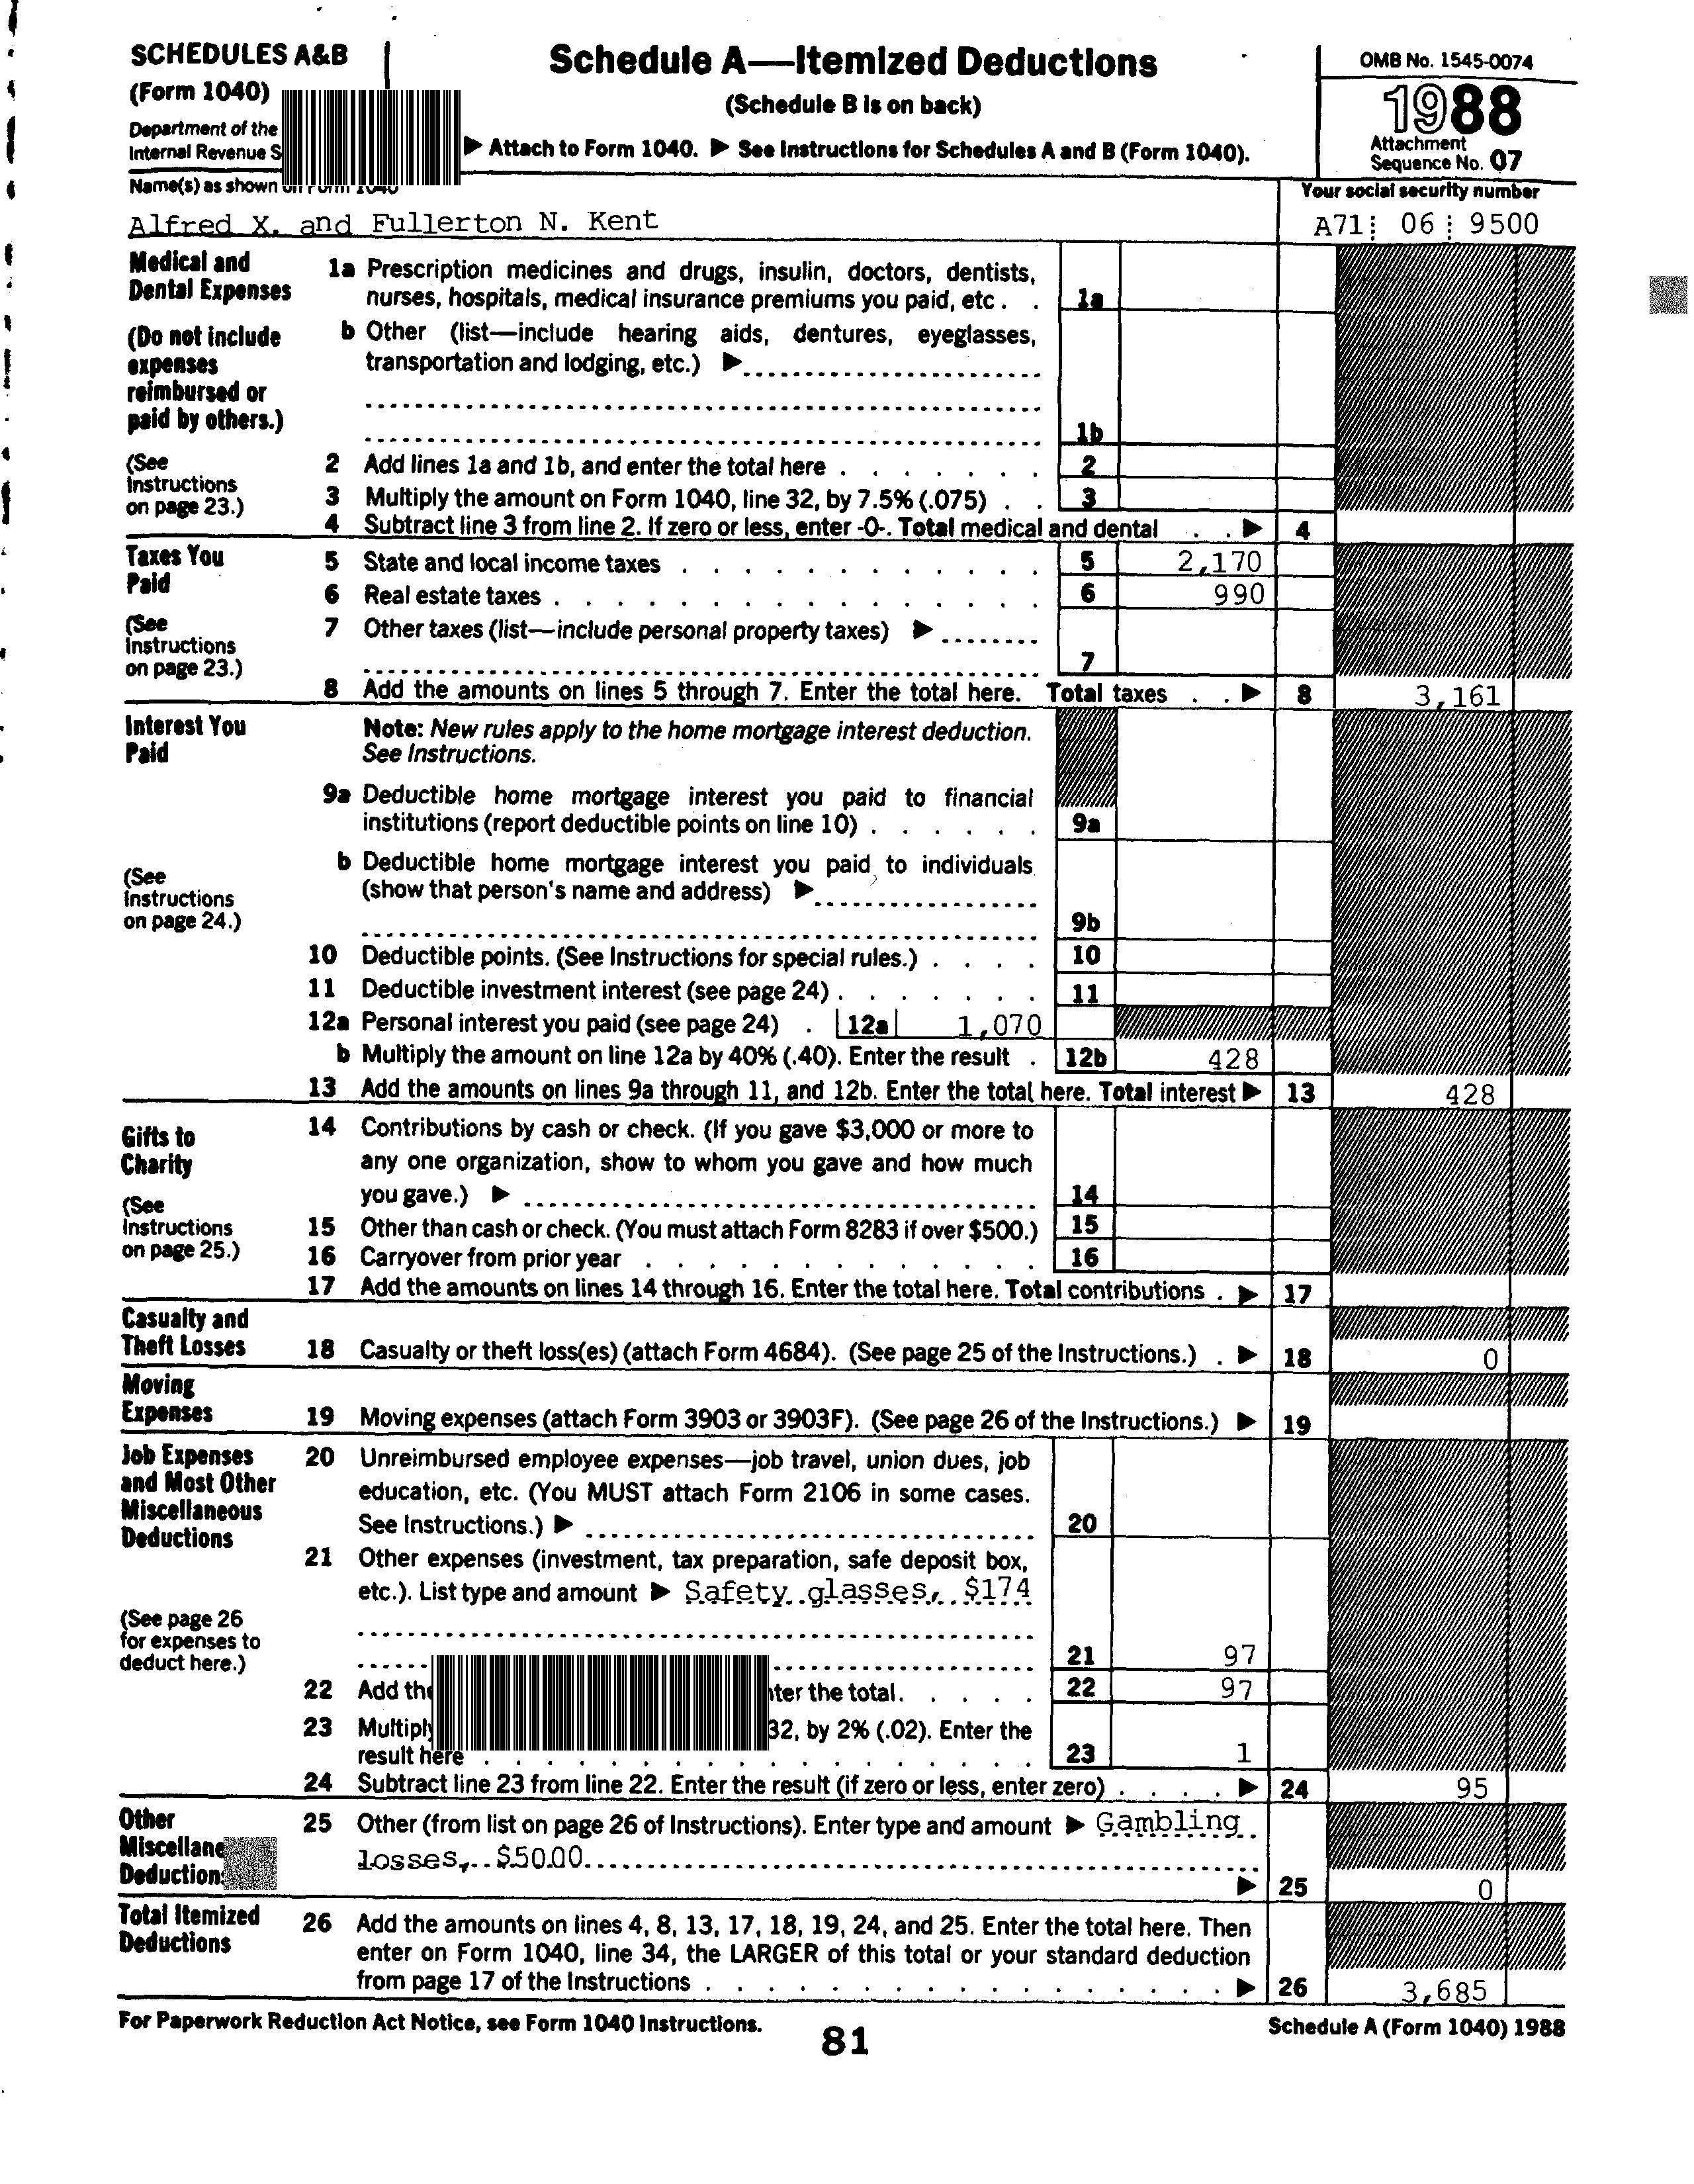 SCHEDULES A&B
(Form 1040)
Department of the
Internal Revenue S
Schedule A—Itemized Deductions
(Schedule B is on back)
▶ Attach to Form 1040. ▶ See Instructions for Schedules A and B (Form 1040).
OMB No. 1545-0074
1988
Attachment
Sequence No. 07
Name(s) as shown on Form 1040
Your social security number
Alfred X. and Fullerton N. Kent
A71 06 9500
Medical and
Dental Expenses
(Do not include
expenses
reimbursed or
paid by others.)
(See
Instructions
on page 23.)
1a Prescription medicines and drugs, insulin, doctors, dentists,
nurses, hospitals, medical insurance premiums you paid, etc . . 1a
b Other (list—include hearing aids, dentures, eyeglasses,
transportation and lodging, etc.) ▶
1b
2 Add lines 1a and 1b, and enter the total here . . . . . . . 2
3 Multiply the amount on Form 1040, line 32, by 7.5% (.075) . . 3
4 Subtract line 3 from line 2. If zero or less, enter -0-. Total medical and dental . . ▶ 4
Taxes You
Paid
(See
Instructions
on page 23.)
5 State and local income taxes . . . . . . . . . . . . 5 2,170
6 Real estate taxes . . . . . . . . . . . . . . . . 6 990
7 Other taxes (list—include personal property taxes) ▶
7
8 Add the amounts on lines 5 through 7. Enter the total here. Total taxes . . ▶ 8 3,161
Interest You
Paid
(See
Instructions
on page 24.)
Note: New rules apply to the home mortgage interest deduction.
See Instructions.
9a Deductible home mortgage interest you paid to financial
institutions (report deductible points on line 10) . . . . . . 9a
b Deductible home mortgage interest you paid to individuals
(show that person's name and address) ▶
9b
10 Deductible points. (See Instructions for special rules.) . . . . 10
11 Deductible investment interest (see page 24) . . . . . . . 11
12a Personal interest you paid (see page 24) . 12a 1,070
b Multiply the amount on line 12a by 40% (.40). Enter the result . 12b 428
13 Add the amounts on lines 9a through 11, and 12b. Enter the total here. Total interest ▶ 13 428
Gifts to
Charity
(See
Instructions
on page 25.)
14 Contributions by cash or check. (If you gave $3,000 or more to
any one organization, show to whom you gave and how much
you gave.) ▶ 14
15 Other than cash or check. (You must attach Form 8283 if over $500.) 15
16 Carryover from prior year . . . . . . . . . . . . . 16
17 Add the amounts on lines 14 through 16. Enter the total here. Total contributions . ▶ 17
Casualty and
Theft Losses
18 Casualty or theft loss(es) (attach Form 4684). (See page 25 of the Instructions.) . ▶ 18 0
Moving
Expenses
19 Moving expenses (attach Form 3903 or 3903F). (See page 26 of the Instructions.) ▶ 19
Job Expenses
and Most Other
Miscellaneous
Deductions
(See page 26
for expenses to
deduct here.)
20 Unreimbursed employee expenses—job travel, union dues, job
education, etc. (You MUST attach Form 2106 in some cases.
See Instructions.) ▶ 20
21 Other expenses (investment, tax preparation, safe deposit box,
etc.). List type and amount ▶ Safety glasses, $174
21 97
22 Add the nter the total. . . . . 22 97
23 Multiply 32, by 2% (.02). Enter the
result here . . . . . . . . . . . . . . . . . . 23 1
24 Subtract line 23 from line 22. Enter the result (if zero or less, enter zero) . . . . ▶ 24 95
Other
Miscellane
Deduction
25 Other (from list on page 26 of Instructions). Enter type and amount ▶ Gambling
losses, $5000
▶ 25 0
Total Itemized
Deductions
26 Add the amounts on lines 4, 8, 13, 17, 18, 19, 24, and 25. Enter the total here. Then
enter on Form 1040, line 34, the LARGER of this total or your standard deduction
from page 17 of the Instructions . . . . . . . . . . . . . . . . . ▶ 26 3,685
For Paperwork Reduction Act Notice, see Form 1040 Instructions.
81
Schedule A (Form 1040) 1988